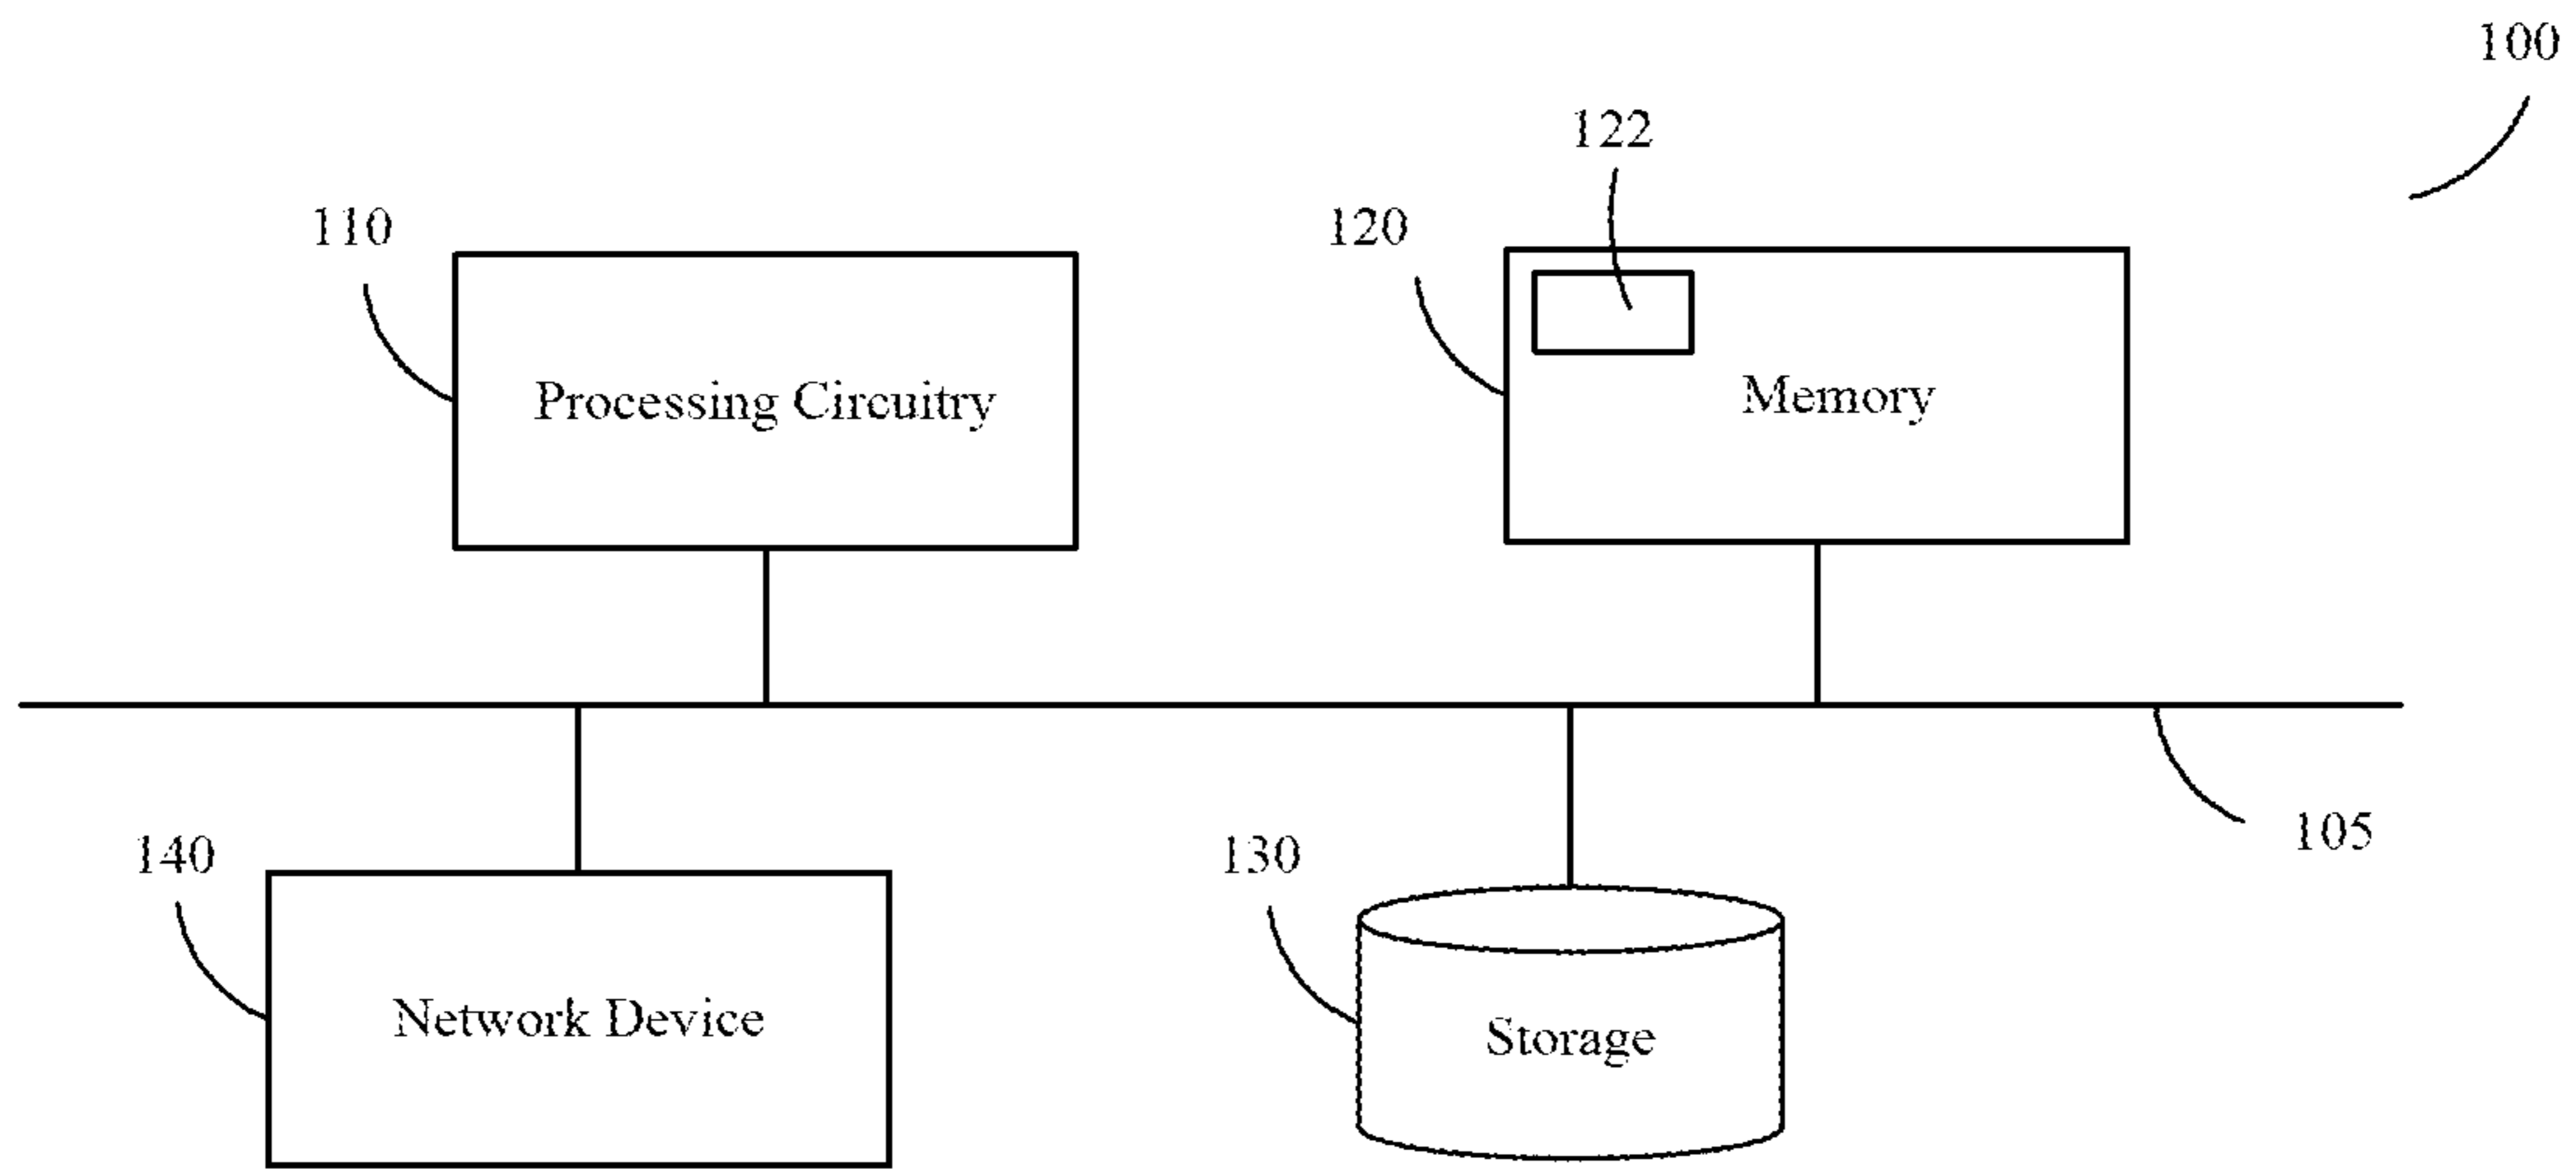 100
122
110
120
Processing Circuitry
Memory
105
140
130
Network Device
Storage